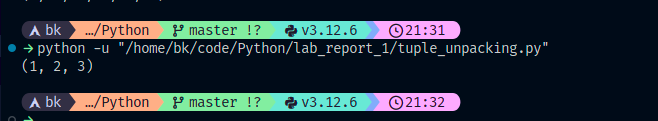 bk …/Python master !? v3.12.6 21:31
→python -u "/home/bk/code/Python/lab_report_1/tuple_unpacking.py"
(1, 2, 3)
bk …/Python master !? v3.12.6 21:32
→